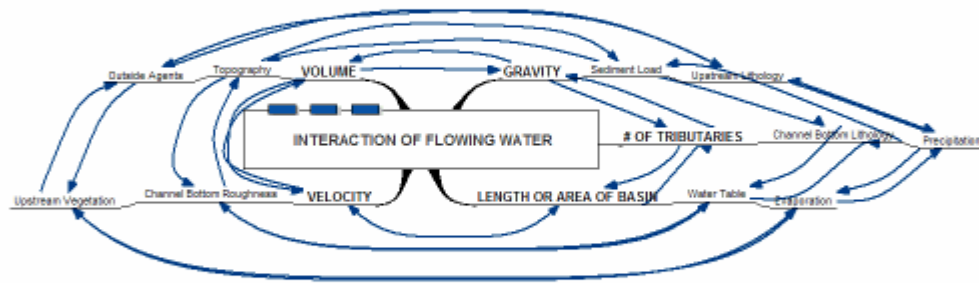 Outside Agents
Topography
VOLUME
GRAVITY
Sediment Load
Upstream Lithology
INTERACTION OF FLOWING WATER
# OF TRIBUTARIES
Channel Bottom Lithology
Precipitation
Upstream Vegetation
Channel Bottom Roughness
VELOCITY
LENGTH OR AREA OF BASIN
Water Table
Evaporation